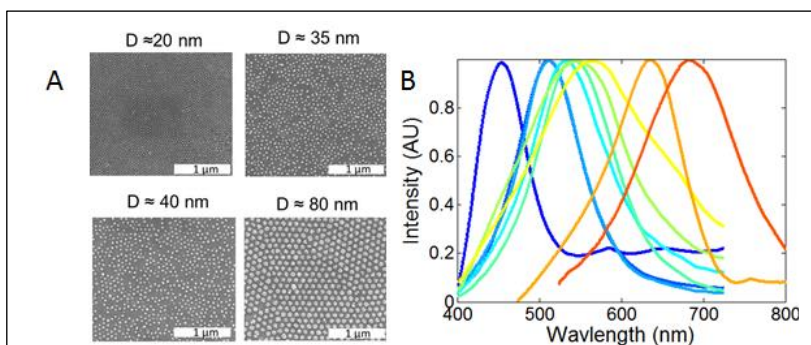 D ≈20 nm
D ≈ 35 nm
A
1 µm
1 µm
D ≈ 40 nm
D ≈ 80 nm
1 µm
1 µm
B
Intensity (AU)
0.8
0.6
0.4
0.2
0
400
500
600
700
800
Wavlength (nm)